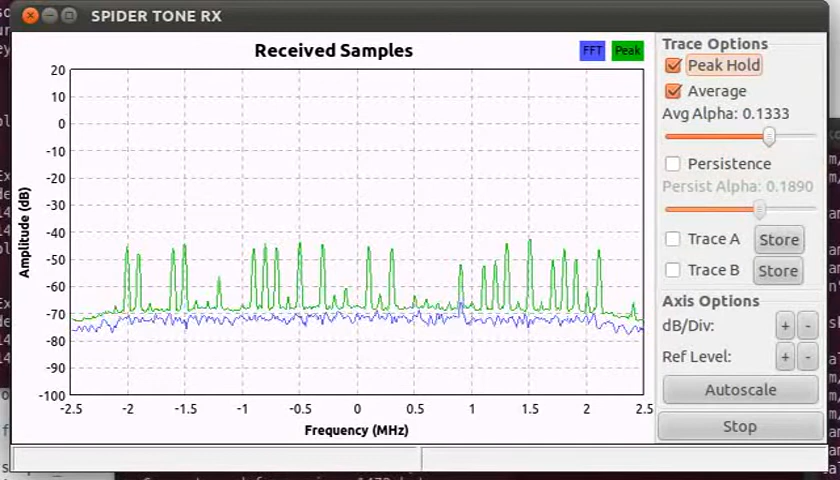 SPIDER TONE RX
Received Samples
FFT
Peak
20
10
0
-10
-20
-30
-40
-50
-60
-70
-80
-90
-100
Amplitude (dB)
-2.5 -2 -1.5 -1 -0.5 0 0.5 1 1.5 2 2.5
Frequency (MHz)
Trace Options
Peak Hold
Average
Avg Alpha: 0.1333
Persistence
Persist Alpha: 0.1890
Trace A Store
Trace B Store
Axis Options
dB/Div: + -
Ref Level: + -
Autoscale
Stop